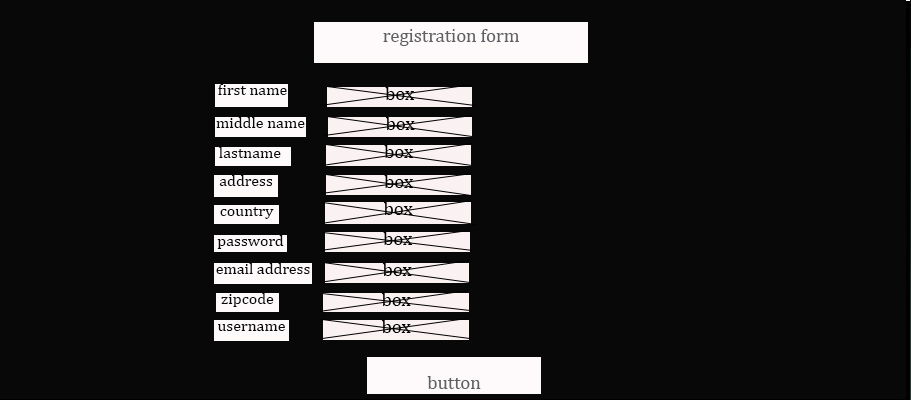 registration form
first name box
middle name box
lastname box
address box
country box
password box
email address box
zipcode box
username box
button